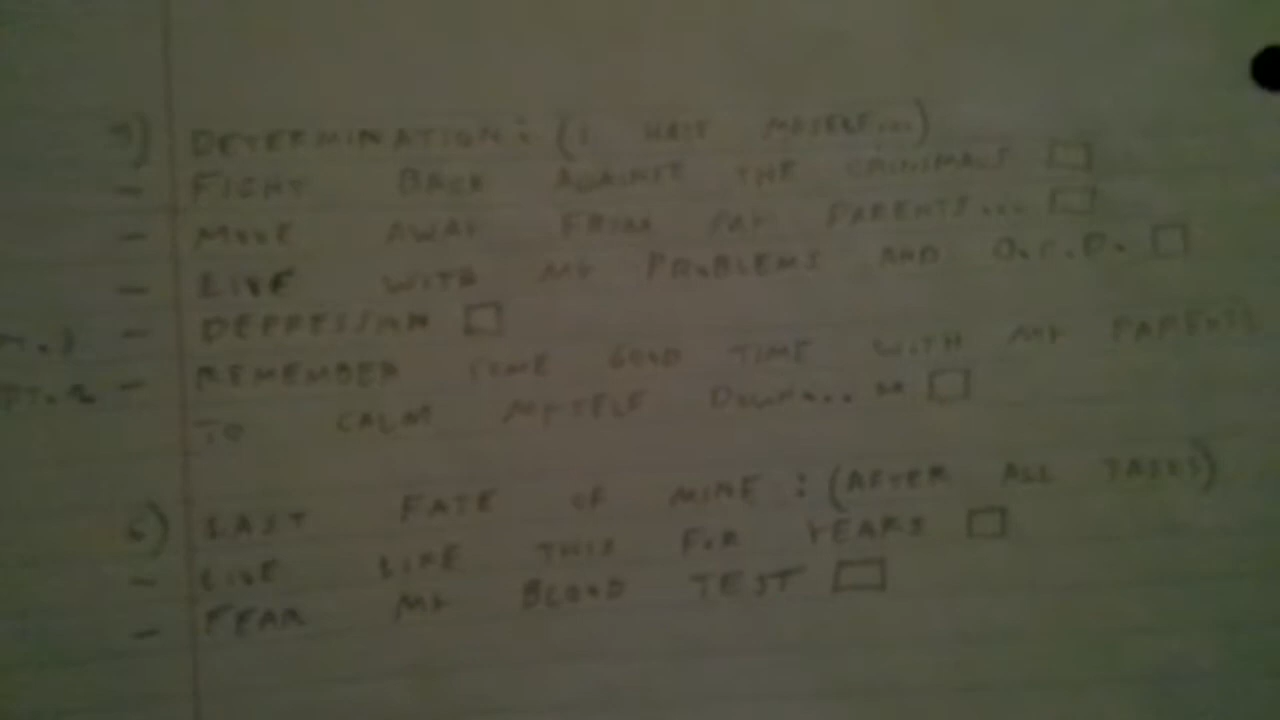 5) DETERMINATION: (I HATE MYSELF...)
- FIGHT BACK AGAINST THE CRIMINALS
- MOVE AWAY FROM MY PARENTS...
- LIVE WITH MY PROBLEMS AND O.C.D.
- DEPRESSION
- REMEMBER SOME GOOD TIME WITH MY PARENTS
TO CALM MYSELF DOWN...
6) LAST FATE OF MINE: (AFTER ALL TASKS)
- LIVE LIKE THIS FOR YEARS
- FEAR MY BLOOD TEST